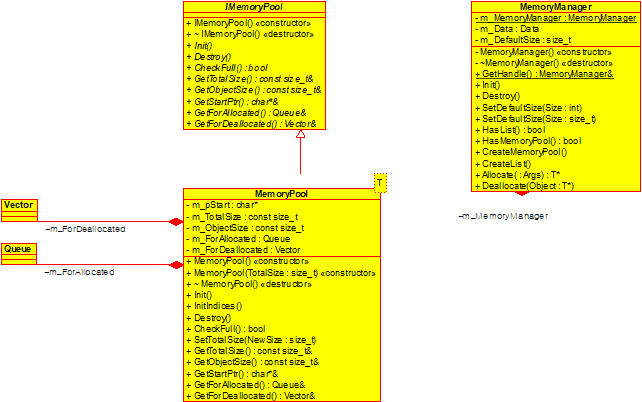 IMemoryPool
+ IMemoryPool() «constructor»
+ ~ IMemoryPool() «destructor»
+ Init()
+ Destroy()
+ CheckFull() : bool
+ GetTotalSize() : const size_t&
+ GetObjectSize() : const size_t&
+ GetStartPtr() : char*&
+ GetForAllocated() : Queue&
+ GetForDeallocated() : Vector&
MemoryManager
- m_MemoryManager : MemoryManager
- m_Data : Data
- m_DefaultSize : size_t
- MemoryManager() «constructor»
- ~MemoryManager() «destructor»
+ GetHandle() : MemoryManager&
+ Init()
+ Destroy()
+ SetDefaultSize(Size : int)
+ SetDefaultSize(Size : size_t)
+ HasList() : bool
+ HasMemoryPool() : bool
+ CreateMemoryPool()
+ CreateList()
+ Allocate( : Args) : T*
+ Deallocate(Object : T*)
-m_MemoryManager
T
Vector
-m_ForDeallocated
Queue
-m_ForAllocated
MemoryPool
- m_pStart : char*
- m_TotalSize : const size_t
- m_ObjectSize : const size_t
- m_ForAllocated : Queue
- m_ForDeallocated : Vector
+ MemoryPool() «constructor»
+ MemoryPool(TotalSize : size_t) «constructor»
+ ~ MemoryPool() «destructor»
+ Init()
+ InitIndices()
+ Destroy()
+ CheckFull() : bool
+ SetTotalSize(NewSize : size_t)
+ GetTotalSize() : const size_t&
+ GetObjectSize() : const size_t&
+ GetStartPtr() : char*&
+ GetForAllocated() : Queue&
+ GetForDeallocated() : Vector&